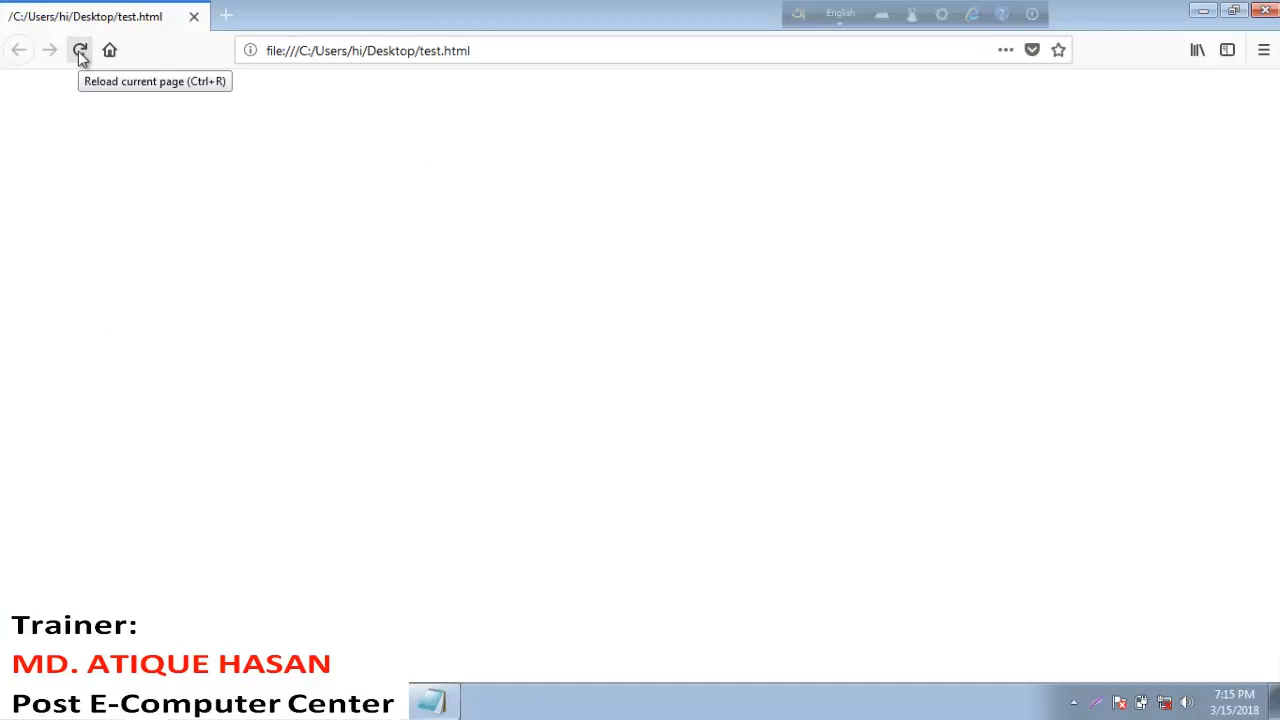 /C:/Users/hi/Desktop/test.html
অ English
file:///C:/Users/hi/Desktop/test.html
Reload current page (Ctrl+R)
Trainer:
MD. ATIQUE HASAN
Post E-Computer Center
7:15 PM
3/15/2018